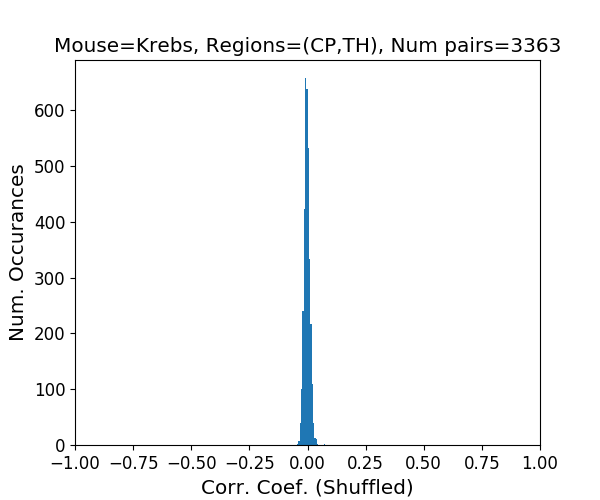 Mouse=Krebs, Regions=(CP,TH), Num pairs=3363
600
500
400
300
200
100
0
Num. Occurances
−1.00 −0.75 −0.50 −0.25 0.00 0.25 0.50 0.75 1.00
Corr. Coef. (Shuffled)